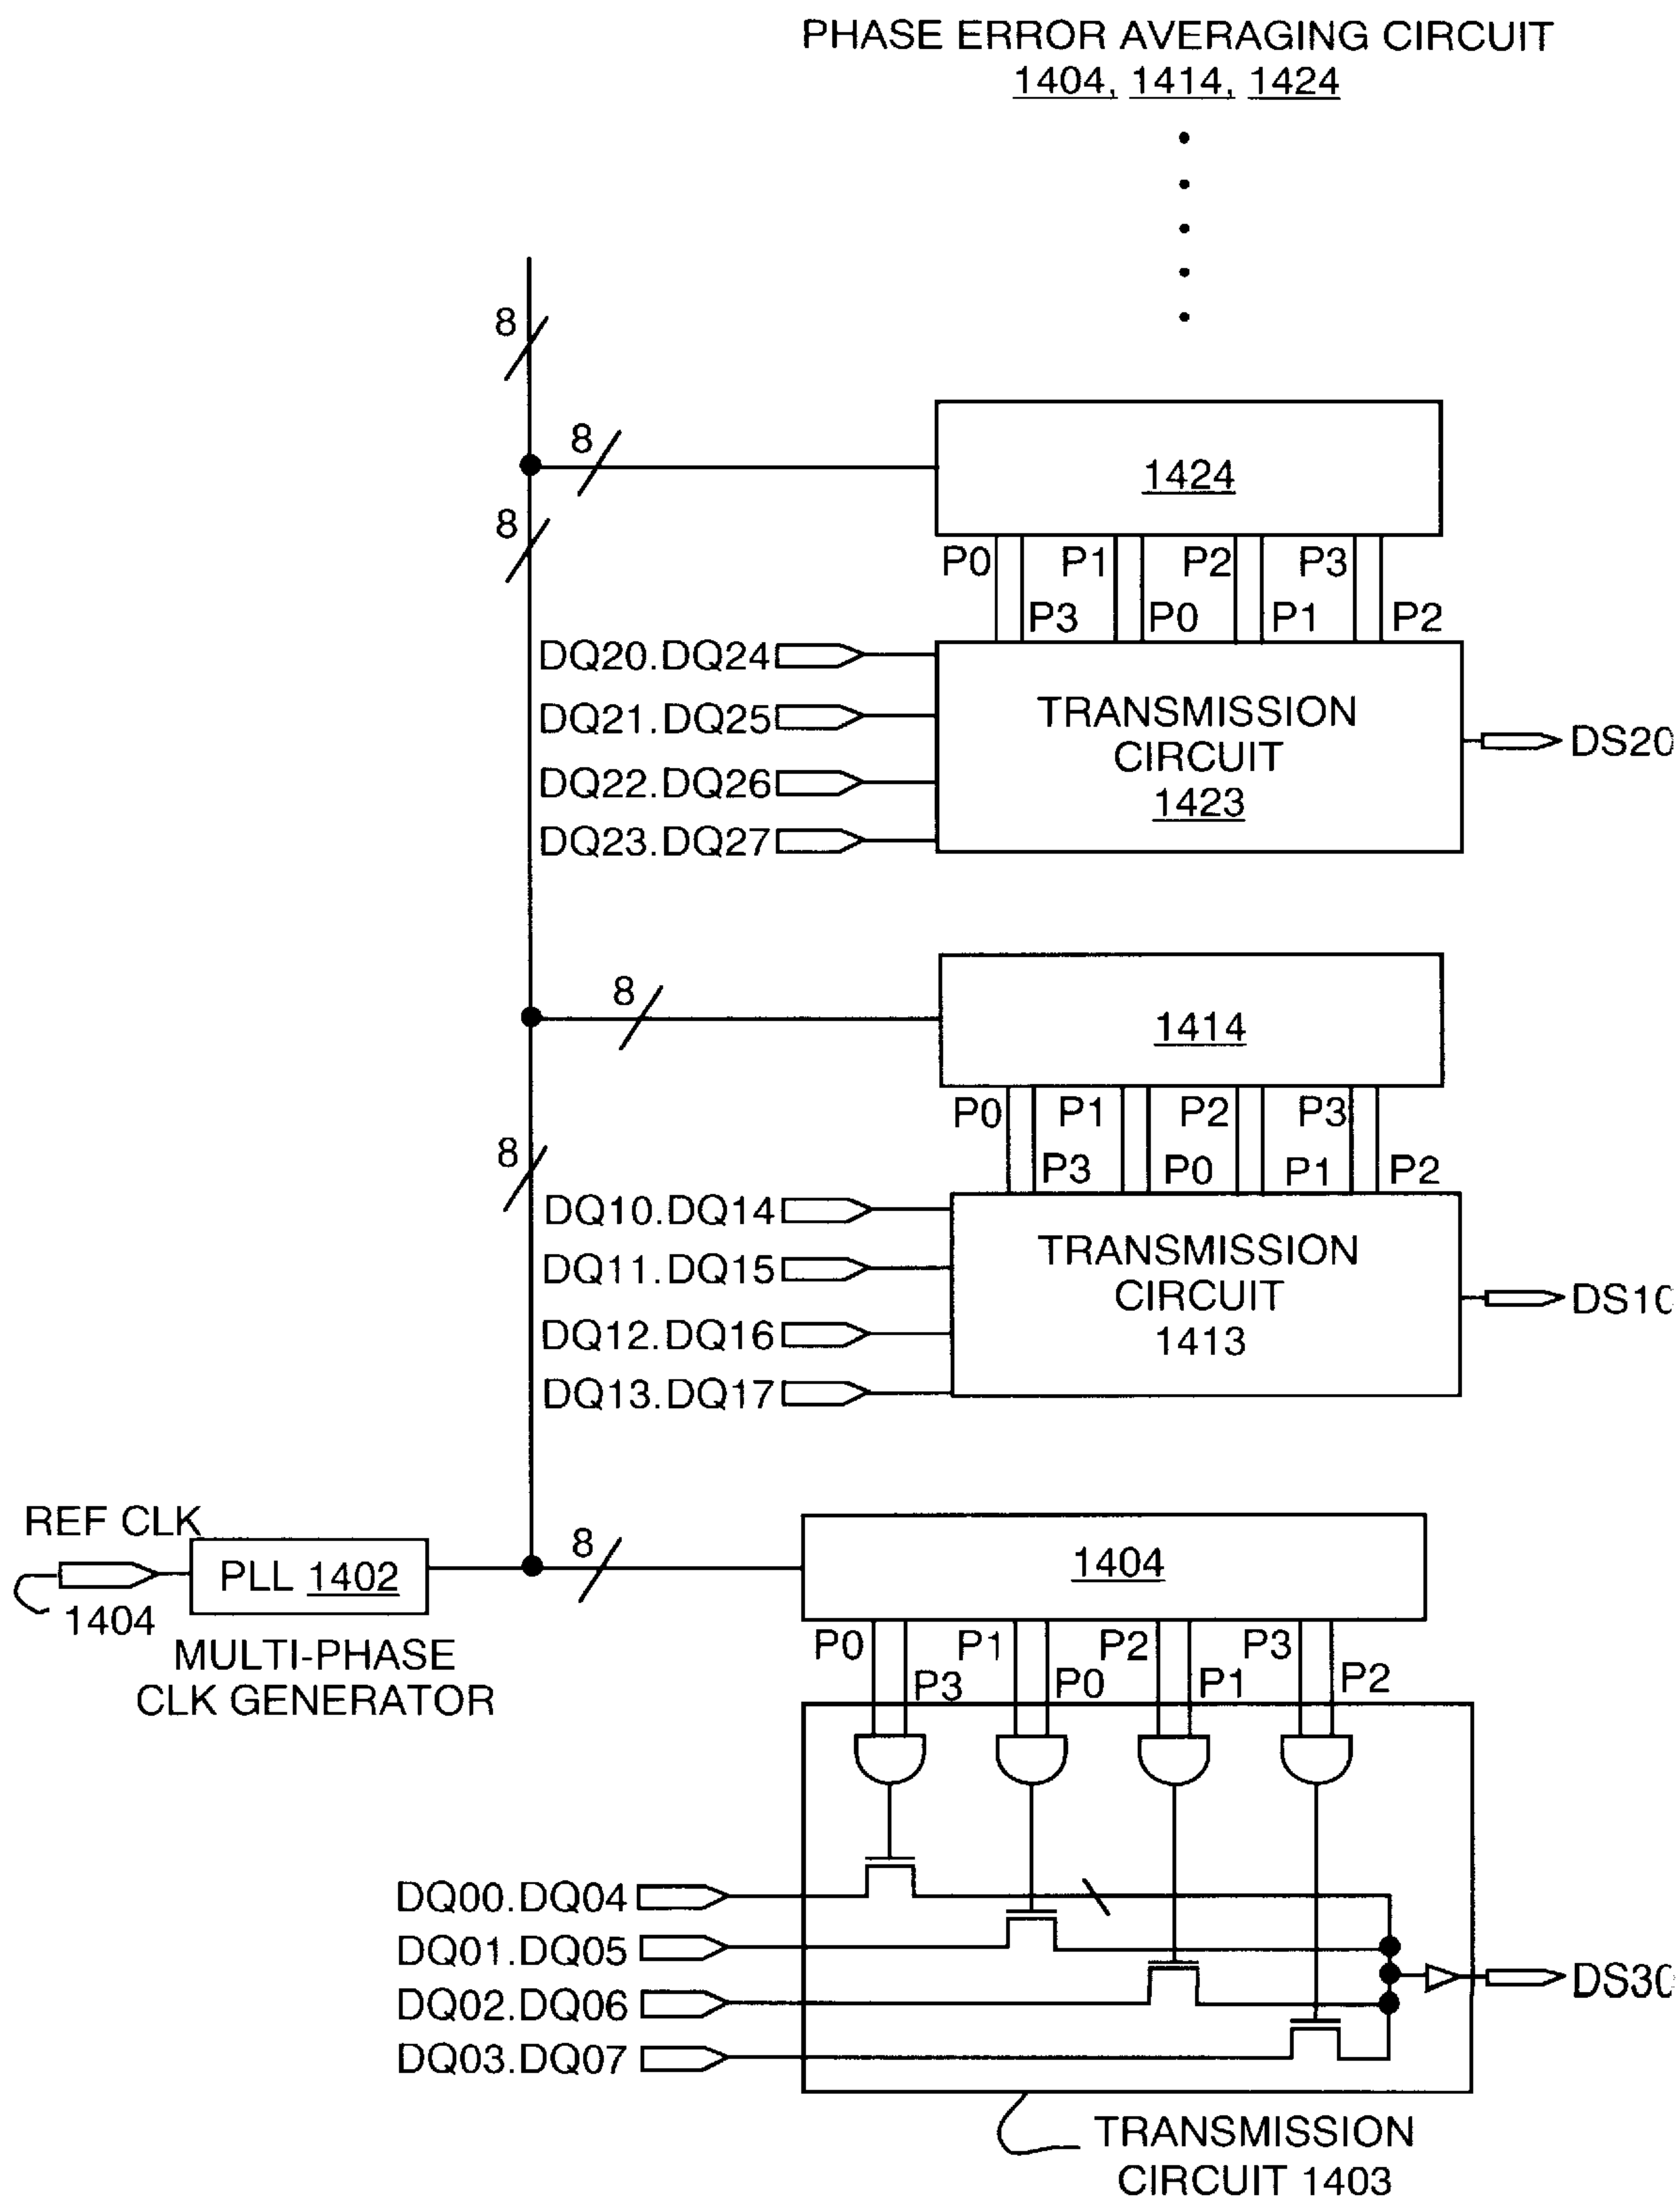 PHASE ERROR AVERAGING CIRCUIT
1404, 1414, 1424
8
8
1424
8
P0 P1 P2 P3
P3 P0 P1 P2
DQ20.DQ24
DQ21.DQ25
TRANSMISSION
CIRCUIT
1423
DS20
DQ22.DQ26
DQ23.DQ27
8
1414
P0 P1 P2 P3
8
P3 P0 P1 P2
DQ10.DQ14
DQ11.DQ15
TRANSMISSION
CIRCUIT
1413
DS10
DQ12.DQ16
DQ13.DQ17
REF CLK
1404
PLL 1402
MULTI-PHASE
CLK GENERATOR
8
1404
P0 P1 P2 P3
P3 P0 P1 P2
DQ00.DQ04
DQ01.DQ05
DQ02.DQ06
DQ03.DQ07
DS30
TRANSMISSION
CIRCUIT 1403